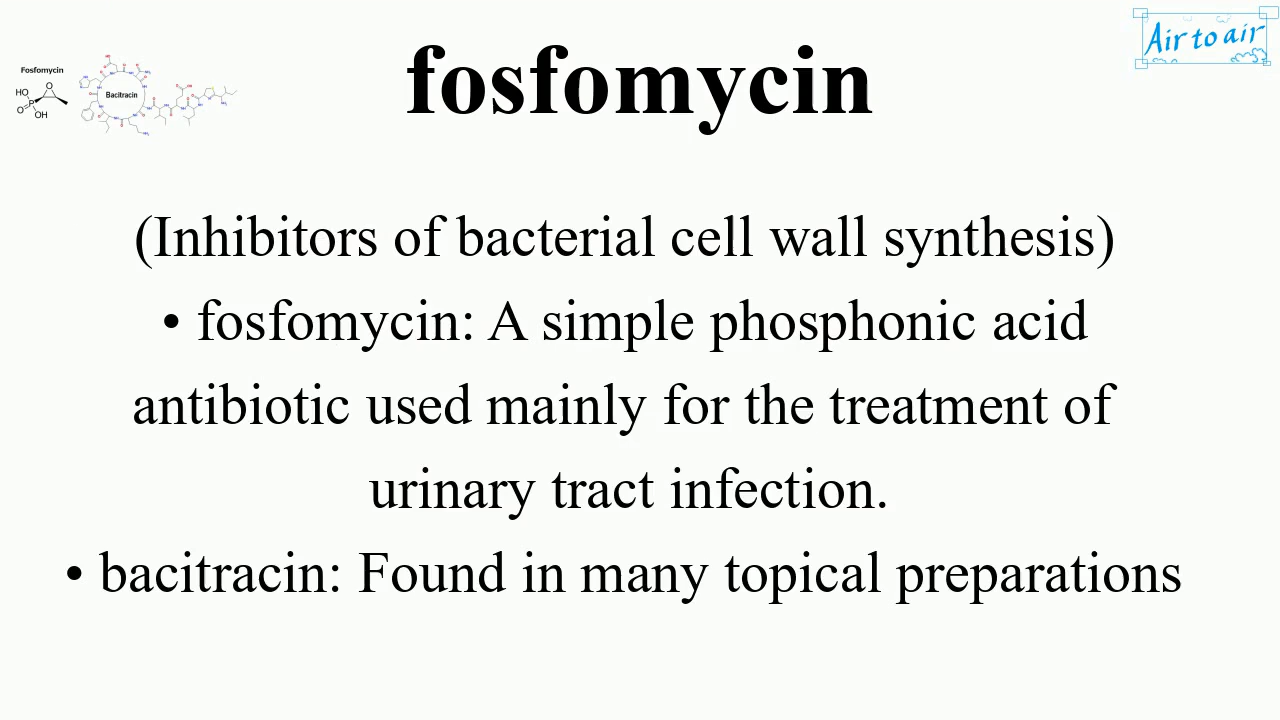 fosfomycin
Air to air
Fosfomycin
HO
O
O
P
OH
Bacitracin
(Inhibitors of bacterial cell wall synthesis)
• fosfomycin: A simple phosphonic acid
antibiotic used mainly for the treatment of
urinary tract infection.
• bacitracin: Found in many topical preparations